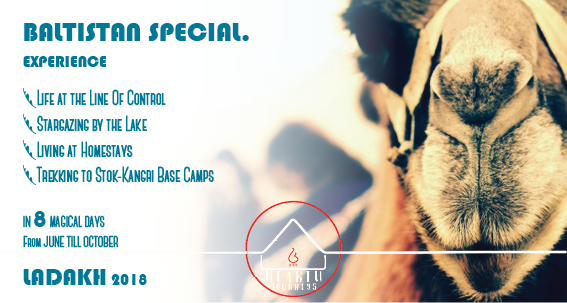 BALTISTAN SPECIAL.
EXPERIENCE
LIFE AT THE LINE OF CONTROL
STARGAZING BY THE LAKE
LIVING AT HOMESTAYS
TREKKING TO STOK-KANGRI BASE CAMPS
IN 8 MAGICAL DAYS
FROM JUNE TILL OCTOBER
LADAKH 2018